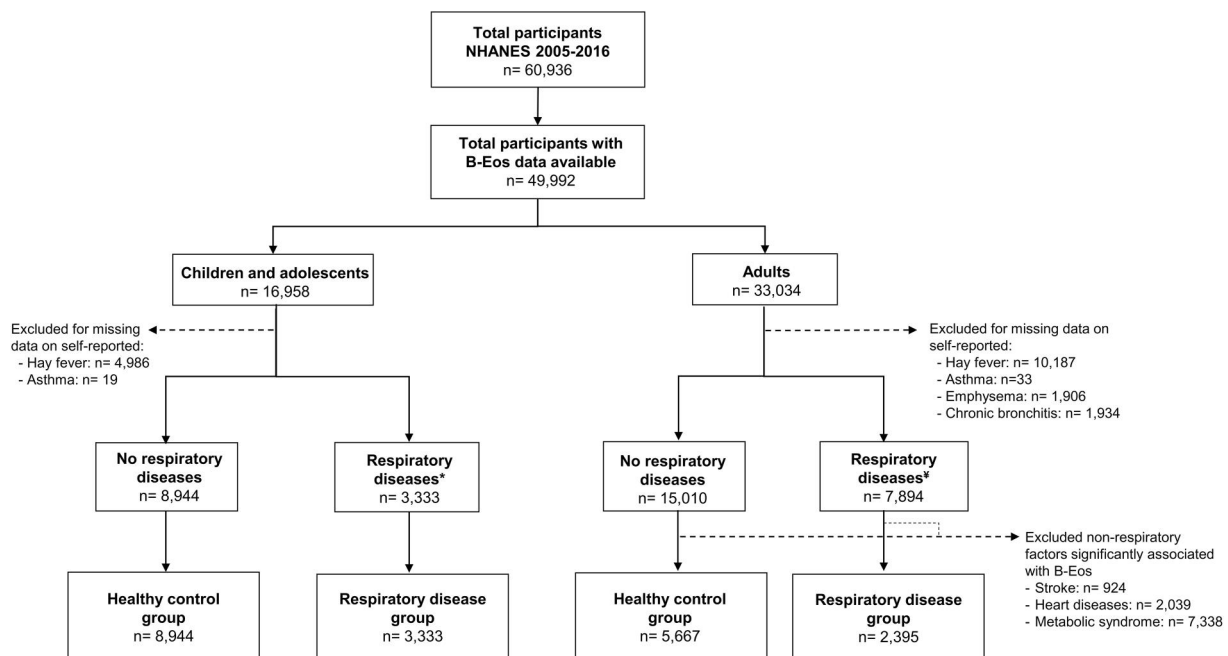 Total participants
NHANES 2005-2016
n= 60,936
Total participants with
B-Eos data available
n= 49,992
Children and adolescents
n= 16,958
Adults
n= 33,034
Excluded for missing
data on self-reported:
- Hay fever: n= 4,986
- Asthma: n= 19
Excluded for missing data on
self-reported:
- Hay fever: n= 10,187
- Asthma: n=33
- Emphysema: n= 1,906
- Chronic bronchitis: n= 1,934
No respiratory
diseases
n= 8,944
Respiratory
diseases*
n= 3,333
No respiratory
diseases
n= 15,010
Respiratory
diseases¥
n= 7,894
Excluded non-respiratory
factors significantly associated
with B-Eos
- Stroke: n= 924
- Heart diseases: n= 2,039
- Metabolic syndrome: n= 7,338
Healthy control
group
n= 8,944
Respiratory disease group
n= 3,333
Healthy control
group
n= 5,667
Respiratory disease group
n= 2,395